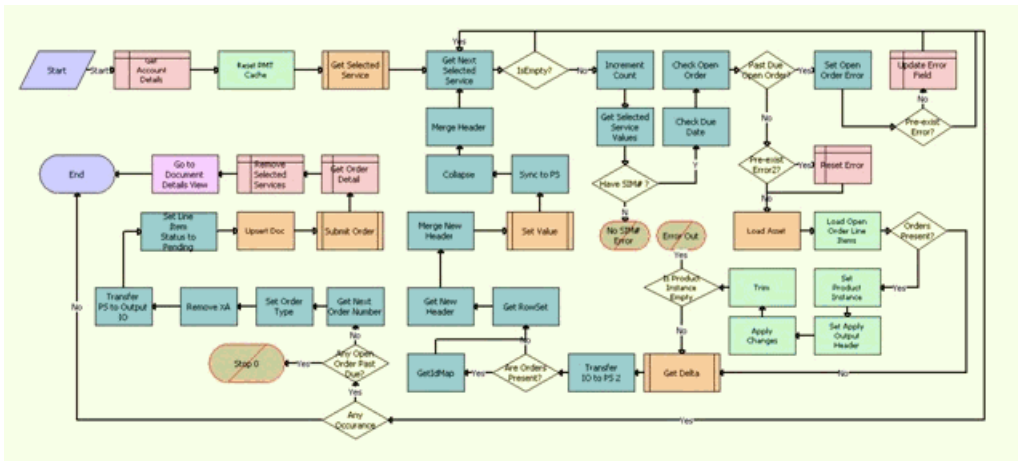 Start
Start
Get
Account
Details
Reset PMT
Cache
Get Selected
Service
Yes
Get Next
Selected
Service
IsEmpty?
No
Increment
Count
Check Open
Order
Past Due
Open Order?
Yes
Set Open
Order Error
Update Error
Field
No
Pre-exist
Error?
Merge Header
Get Selected
Service
Values
Check Due
Date
No
End
Go to
Document
Details View
Remove
Selected
Services
Get Order
Detail
Collapse
Sync to PS
Have SIM# ?
Y
Pre-exist
Error2?
Yes
Reset Error
No
N
Set Line
Item
Status to
Pending
Upsert Doc
Submit Order
Merge New
Header
Set Value
No SIM#
Error
Error Out
Yes
Load Asset
Load Open
Order Line
Items
Orders
Present?
Is Product
Instance
Empty
Trim
Set
Product
Instance
Yes
Transfer
PS to Output
IO
Remove XA
Set Order
Type
Get Next
Order Number
Get New
Header
Get RowSet
No
No
No
No
Apply
Changes
Set Apply
Output
Header
Stop 0
Yes
Any Open
Order Past
Due?
GetIdMap
Yes
Are Orders
Present?
Transfer
IO to PS 2
Get Delta
No
Yes
Any
Occurance
Yes